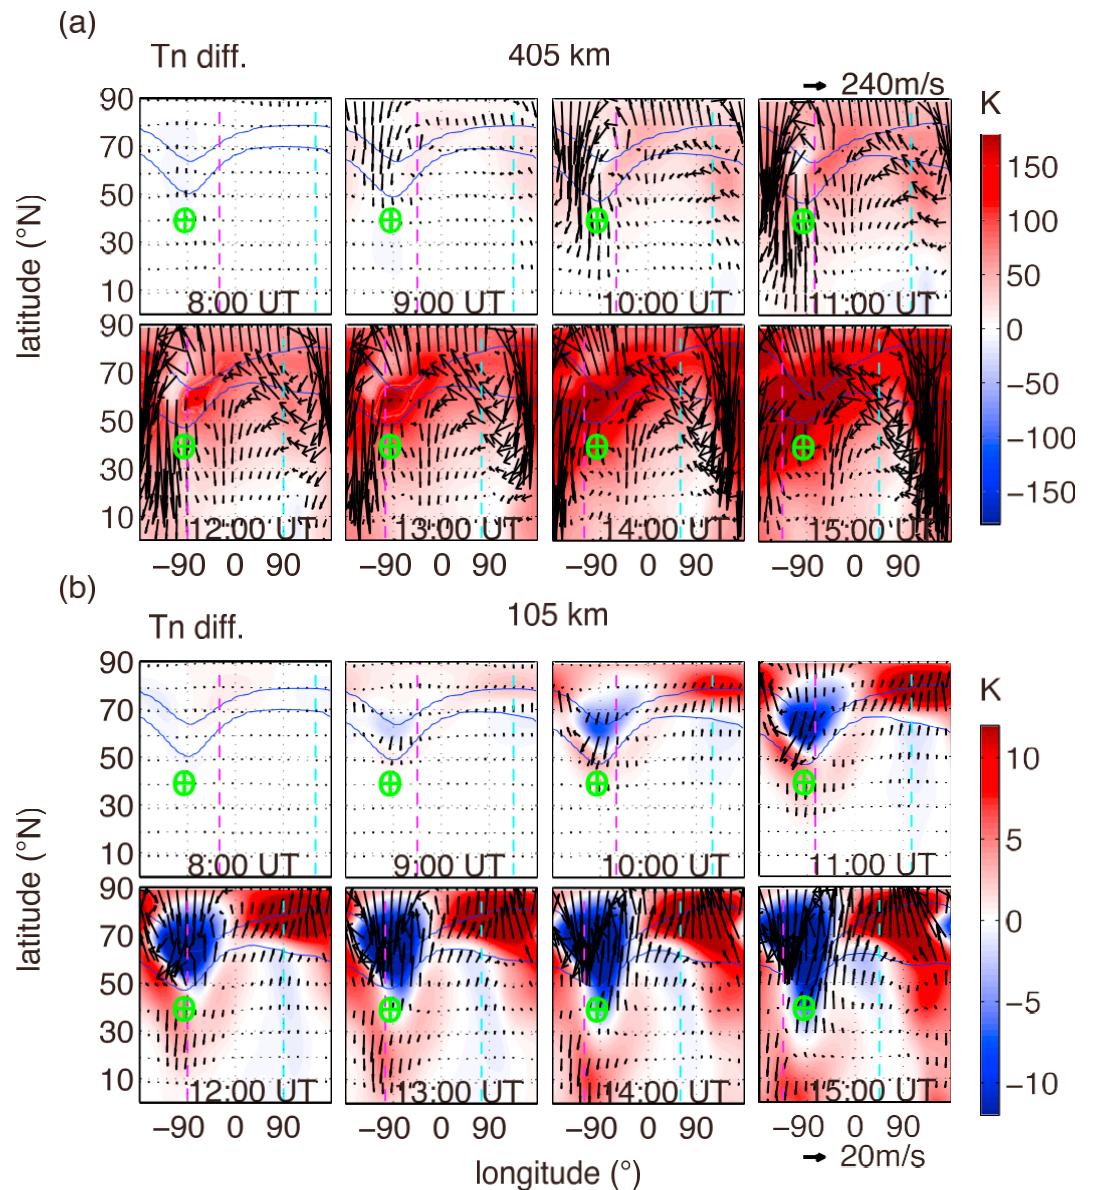 (a)
Tn diff.
405 km
240m/s
K
latitude (°N)
90
70
50
30
10
8:00 UT
9:00 UT
10:00 UT
11:00 UT
150
100
50
0
−50
−100
−150
90
70
50
30
10
12:00 UT
13:00 UT
14:00 UT
15:00 UT
−90 0 90
−90 0 90
−90 0 90
−90 0 90
(b)
Tn diff.
105 km
K
latitude (°N)
90
70
50
30
10
8:00 UT
9:00 UT
10:00 UT
11:00 UT
10
5
0
−5
−10
90
70
50
30
10
12:00 UT
13:00 UT
14:00 UT
15:00 UT
−90 0 90
−90 0 90
−90 0 90
−90 0 90
longitude (°)
20m/s